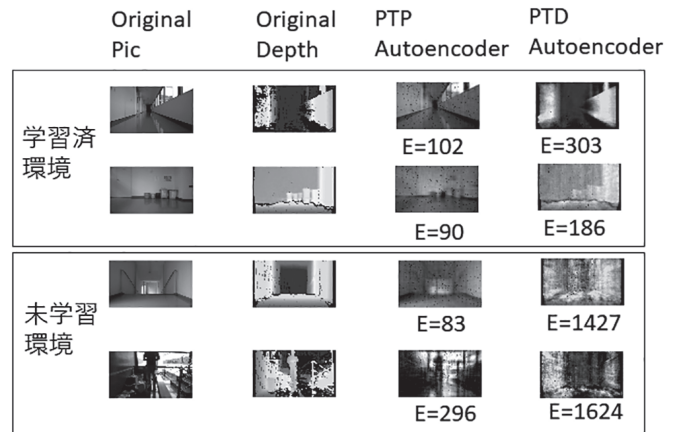 Original Pic
Original Depth
PTP Autoencoder
PTD Autoencoder
学習済
環境
E=102
E=303
E=90
E=186
未学習
環境
E=83
E=1427
E=296
E=1624